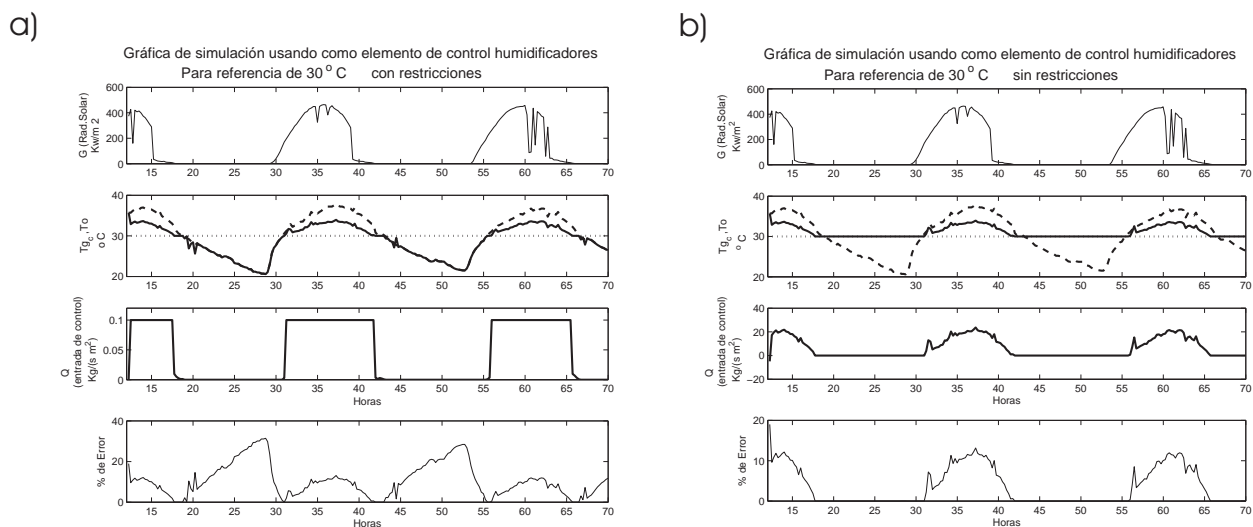 a)
Gráfica de simulación usando como elemento de control humidificadores
Para referencia de 30 o C con restricciones
G (Rad.Solar)
Kw/m 2
600
400
200
0
15 20 25 30 35 40 45 50 55 60 65 70
Tgc ,To
o C
40
30
20
15 20 25 30 35 40 45 50 55 60 65 70
Q
(entrada de control)
Kg/(s m2)
0.1
0.05
0
15 20 25 30 35 40 45 50 55 60 65 70
Horas
% de Error
40
20
0
15 20 25 30 35 40 45 50 55 60 65 70
Horas
b)
Gráfica de simulación usando como elemento de control humidificadores
Para referencia de 30 o C sin restricciones
G (Rad.Solar)
Kw/m2
600
400
200
0
15 20 25 30 35 40 45 50 55 60 65 70
Tgc ,To
o C
40
30
20
15 20 25 30 35 40 45 50 55 60 65 70
Q
(entrada de control)
Kg/(s m2)
40
20
0
−20
15 20 25 30 35 40 45 50 55 60 65 70
Horas
% de Error
20
10
0
15 20 25 30 35 40 45 50 55 60 65 70
Horas